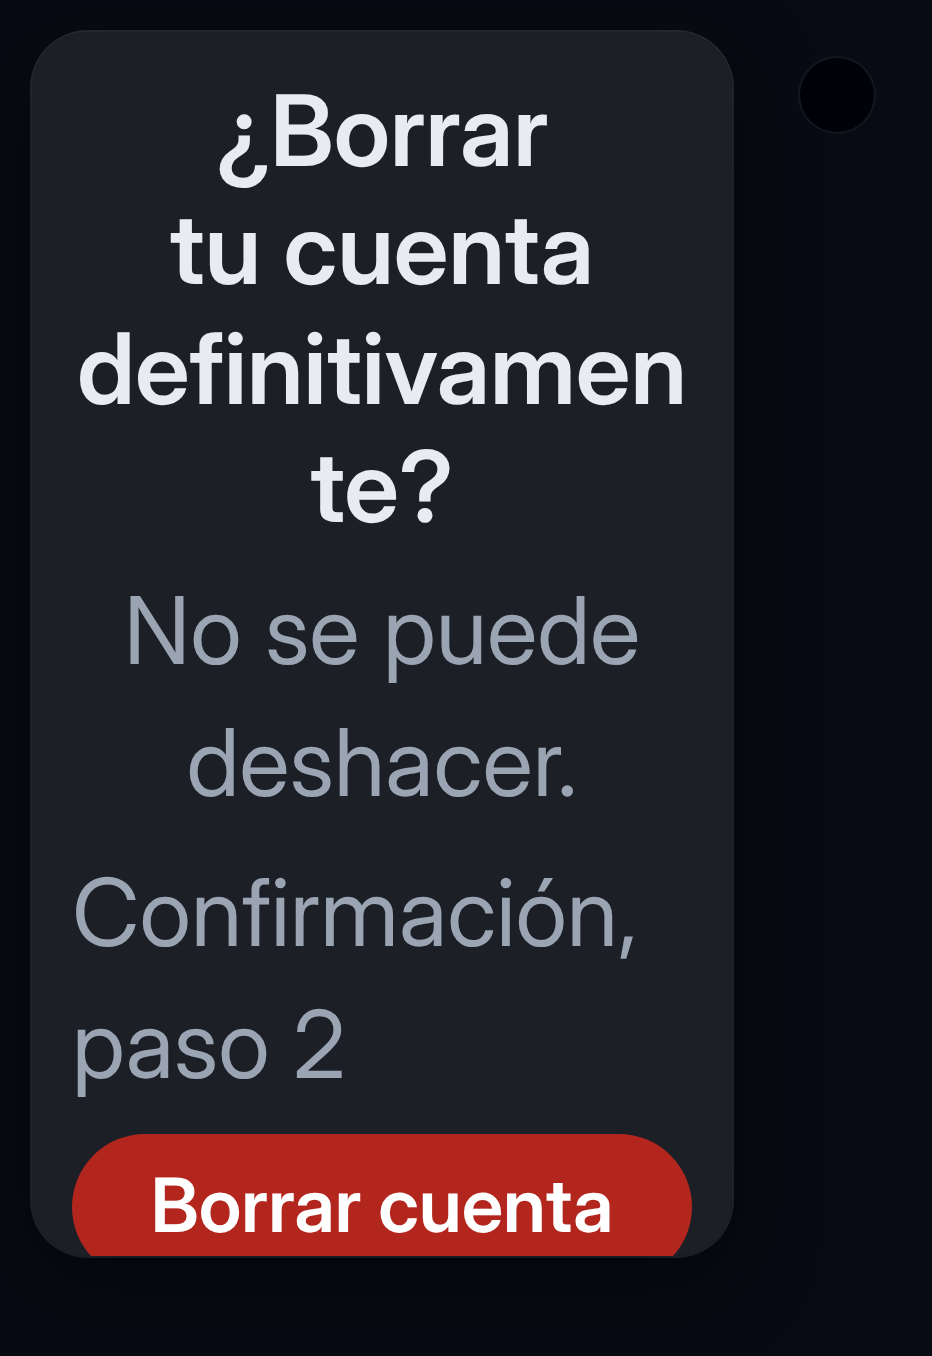 ¿Borrar
tu cuenta
definitivamen
te?
No se puede
deshacer.
Confirmación,
paso 2
Borrar cuenta